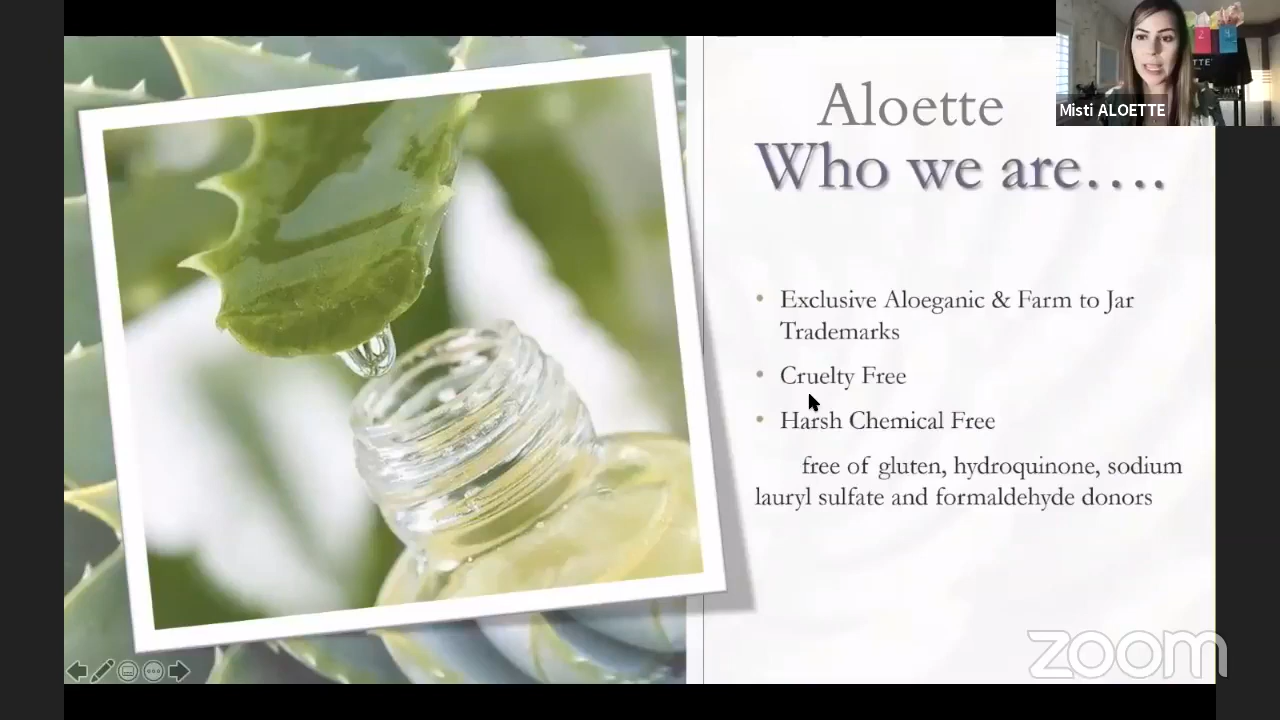 Aloette
Who we are….
TTE
Misti ALOETTE
• Exclusive Aloeganic & Farm to Jar
Trademarks
• Cruelty Free
• Harsh Chemical Free
free of gluten, hydroquinone, sodium
lauryl sulfate and formaldehyde donors
zoom